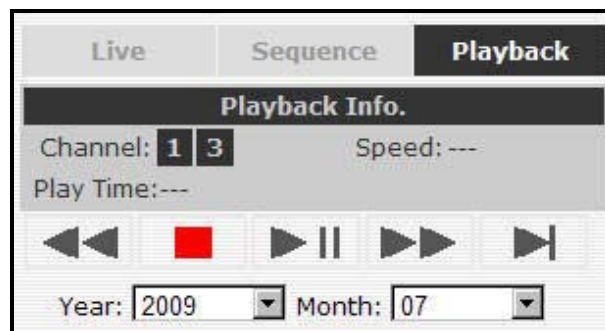 Live Sequence Playback
Playback Info.
Channel: 1 3 Speed: ---
Play Time:---
Year: 2009 Month: 07